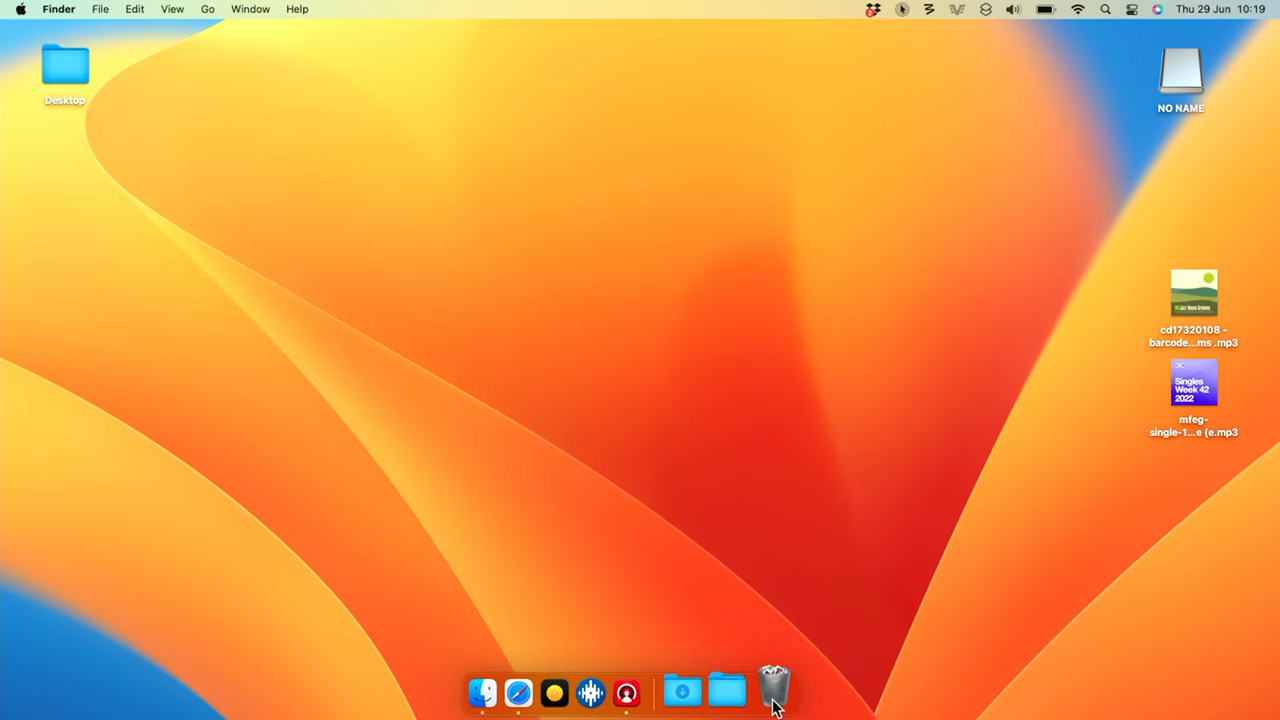 Finder File Edit View Go Window Help Thu 29 Jun 10:19
Desktop
NO NAME
cd17320108 -
barcode...ms .mp3
Singles
Week 42
2022
mfeg-
single-1...e (e.mp3